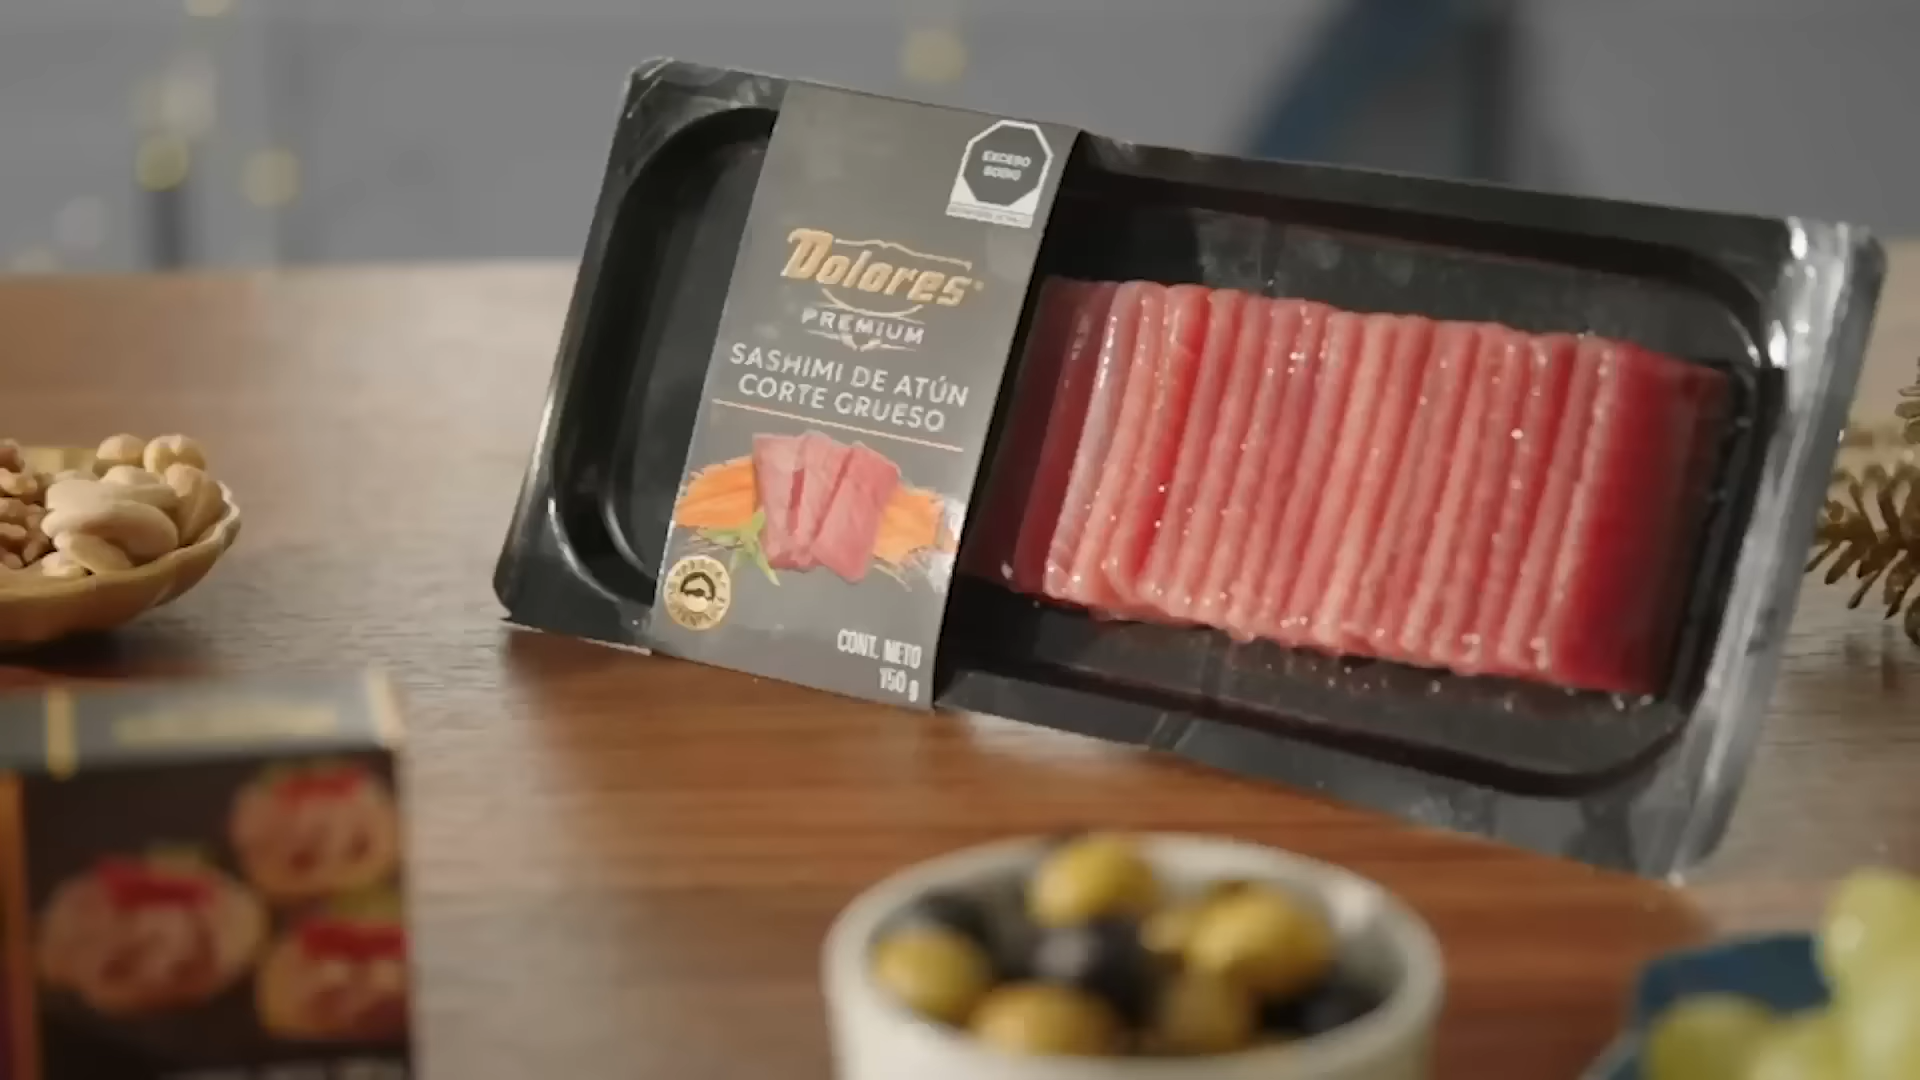 EXCESO
SODIO
Dolores
PREMIUM
SASHIMI DE ATÚN
CORTE GRUESO
CONT. NETO
150 g